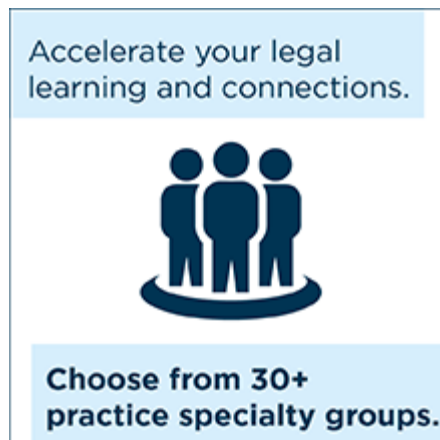 Accelerate your legal
learning and connections.
Choose from 30+
practice specialty groups.